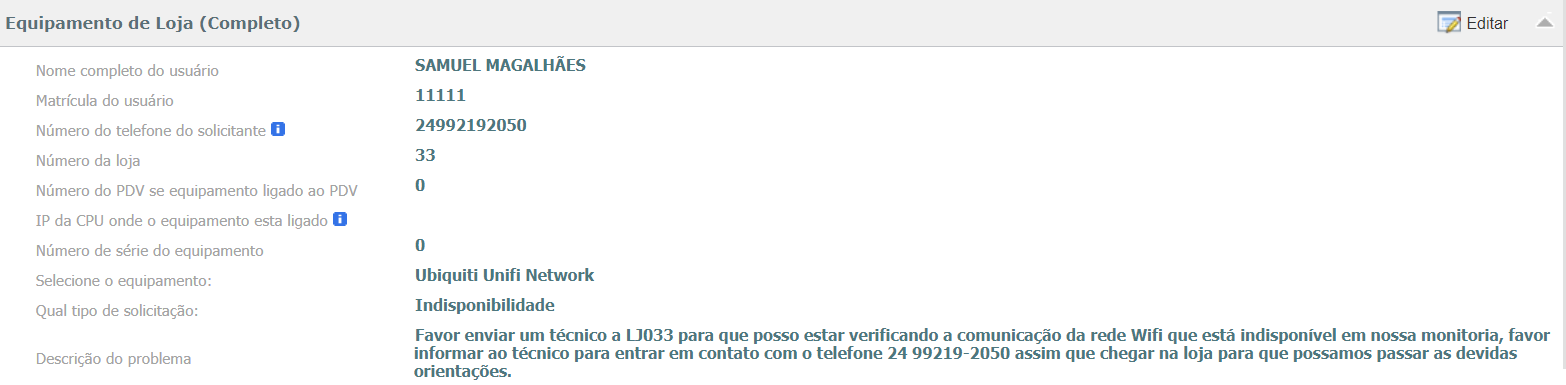 Equipamento de Loja (Completo) Editar
Nome completo do usuário SAMUEL MAGALHÃES
Matrícula do usuário 11111
Número do telefone do solicitante i 24992192050
Número da loja 33
Número do PDV se equipamento ligado ao PDV 0
IP da CPU onde o equipamento esta ligado i
Número de série do equipamento 0
Selecione o equipamento: Ubiquiti Unifi Network
Qual tipo de solicitação: Indisponibilidade
Descrição do problema
Favor enviar um técnico a LJ033 para que posso estar verificando a comunicação da rede Wifi que está indisponível em nossa monitoria, favor
informar ao técnico para entrar em contato com o telefone 24 99219-2050 assim que chegar na loja para que possamos passar as devidas
orientações.